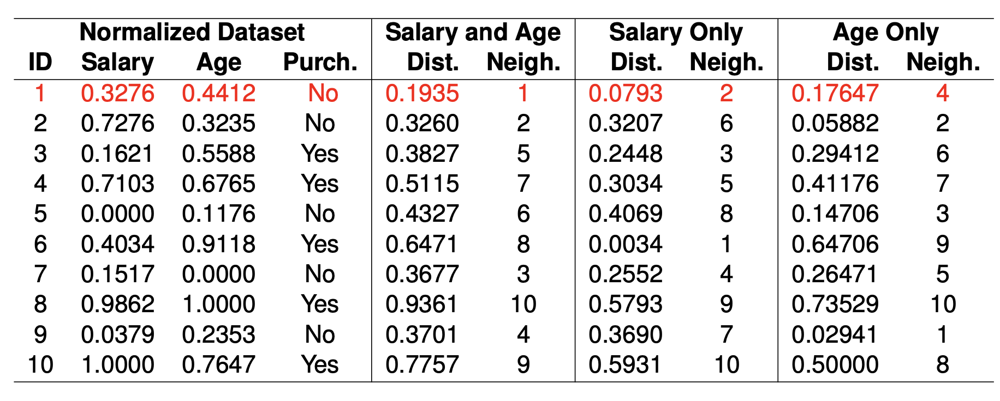 Normalized Dataset Salary and Age Salary Only Age Only
ID Salary Age Purch. Dist. Neigh. Dist. Neigh. Dist. Neigh.
1 0.3276 0.4412 No 0.1935 1 0.0793 2 0.17647 4
2 0.7276 0.3235 No 0.3260 2 0.3207 6 0.05882 2
3 0.1621 0.5588 Yes 0.3827 5 0.2448 3 0.29412 6
4 0.7103 0.6765 Yes 0.5115 7 0.3034 5 0.41176 7
5 0.0000 0.1176 No 0.4327 6 0.4069 8 0.14706 3
6 0.4034 0.9118 Yes 0.6471 8 0.0034 1 0.64706 9
7 0.1517 0.0000 No 0.3677 3 0.2552 4 0.26471 5
8 0.9862 1.0000 Yes 0.9361 10 0.5793 9 0.73529 10
9 0.0379 0.2353 No 0.3701 4 0.3690 7 0.02941 1
10 1.0000 0.7647 Yes 0.7757 9 0.5931 10 0.50000 8